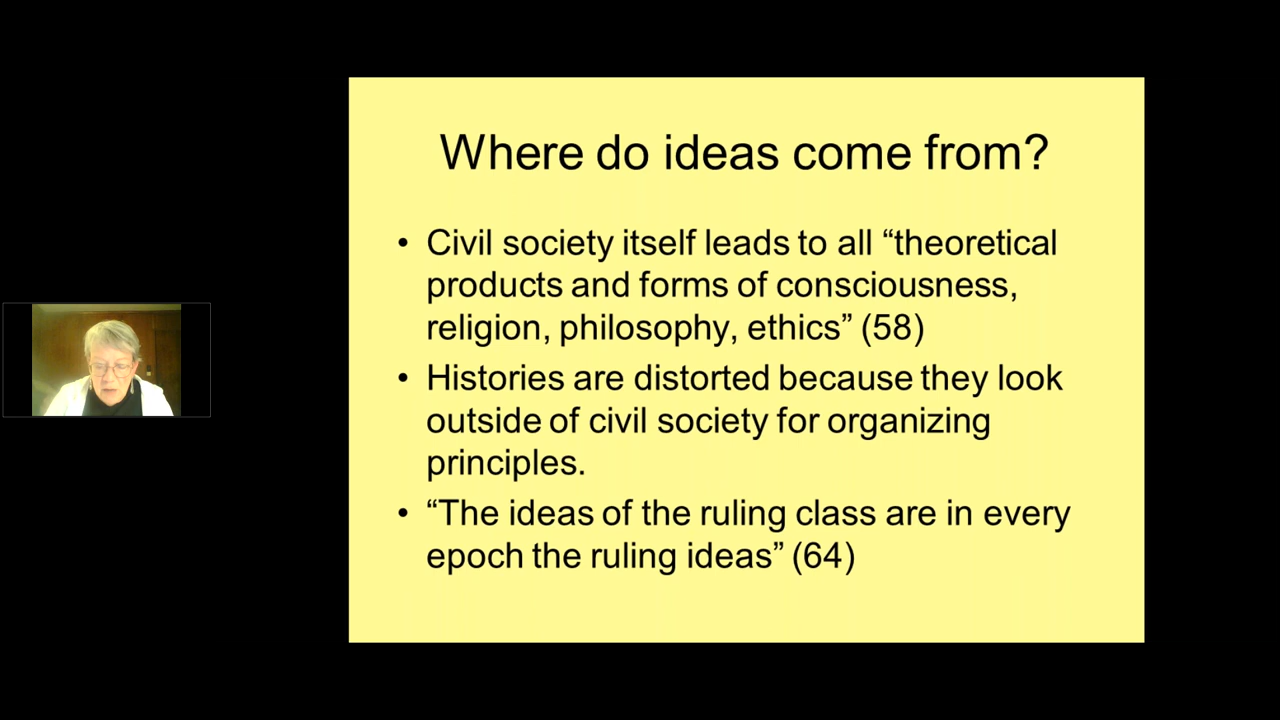 Where do ideas come from?
• Civil society itself leads to all “theoretical
products and forms of consciousness,
religion, philosophy, ethics” (58)
• Histories are distorted because they look
outside of civil society for organizing
principles.
• “The ideas of the ruling class are in every
epoch the ruling ideas” (64)